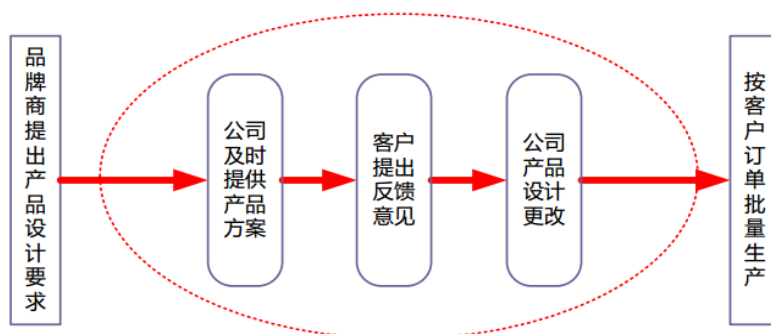 品牌商提出产品设计要求
公司
及时
提供
产品
方案
客户
提出
反馈
意见
公司
产品
设计
更改
按客户订单批量生产